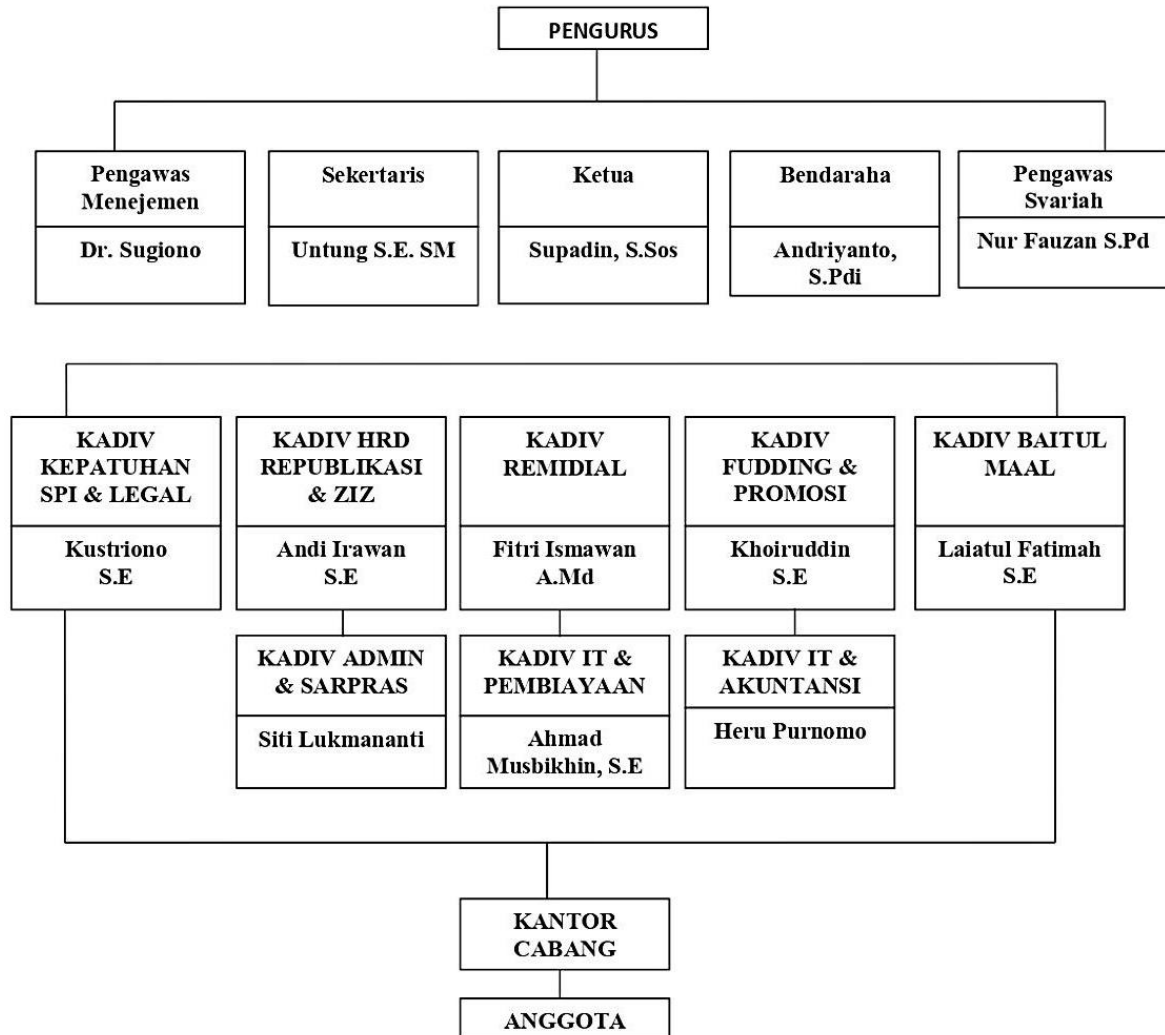 PENGURUS
Pengawas
Menejemen
Dr. Sugiono
Sekertaris
Untung S.E. SM
Ketua
Supadin, S.Sos
Bendaraha
Andriyanto,
S.Pdi
Pengawas
Svariah
Nur Fauzan S.Pd
KADIV
KEPATUHAN
SPI & LEGAL
Kustriono
S.E
KADIV HRD
REPUBLIKASI
& ZIZ
Andi Irawan
S.E
KADIV
REMIDIAL
Fitri Ismawan
A.Md
KADIV
FUDDING &
PROMOSI
Khoiruddin
S.E
KADIV BAITUL
MAAL
Laiatul Fatimah
S.E
KADIV ADMIN
& SARPRAS
Siti Lukmananti
KADIV IT &
PEMBIAYAAN
Ahmad
Musbikhin, S.E
KADIV IT &
AKUNTANSI
Heru Purnomo
KANTOR
CABANG
ANGGOTA